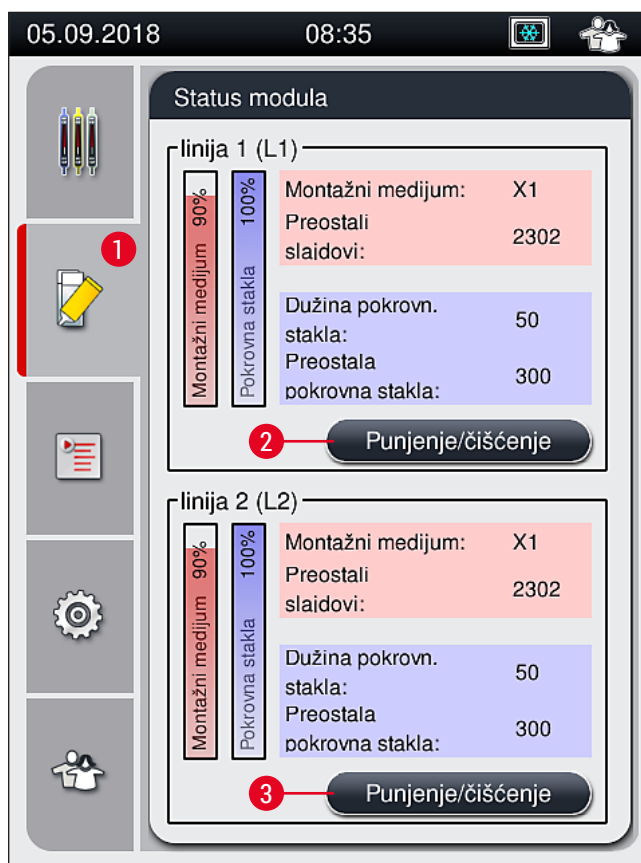 05.09.2018 08:35
1
Status modula
linija 1 (L1)
Montažni medijum 90%
Pokrovna stakla 100%
Montažni medijum: X1
Preostali
slajdovi: 2302
Dužina pokrovn.
stakla: 50
Preostala
pokrovna stakla: 300
2 Punjenje/čišćenje
linija 2 (L2)
Montažni medijum 90%
Pokrovna stakla 100%
Montažni medijum: X1
Preostali
slajdovi: 2302
Dužina pokrovn.
stakla: 50
Preostala
pokrovna stakla: 300
3 Punjenje/čišćenje